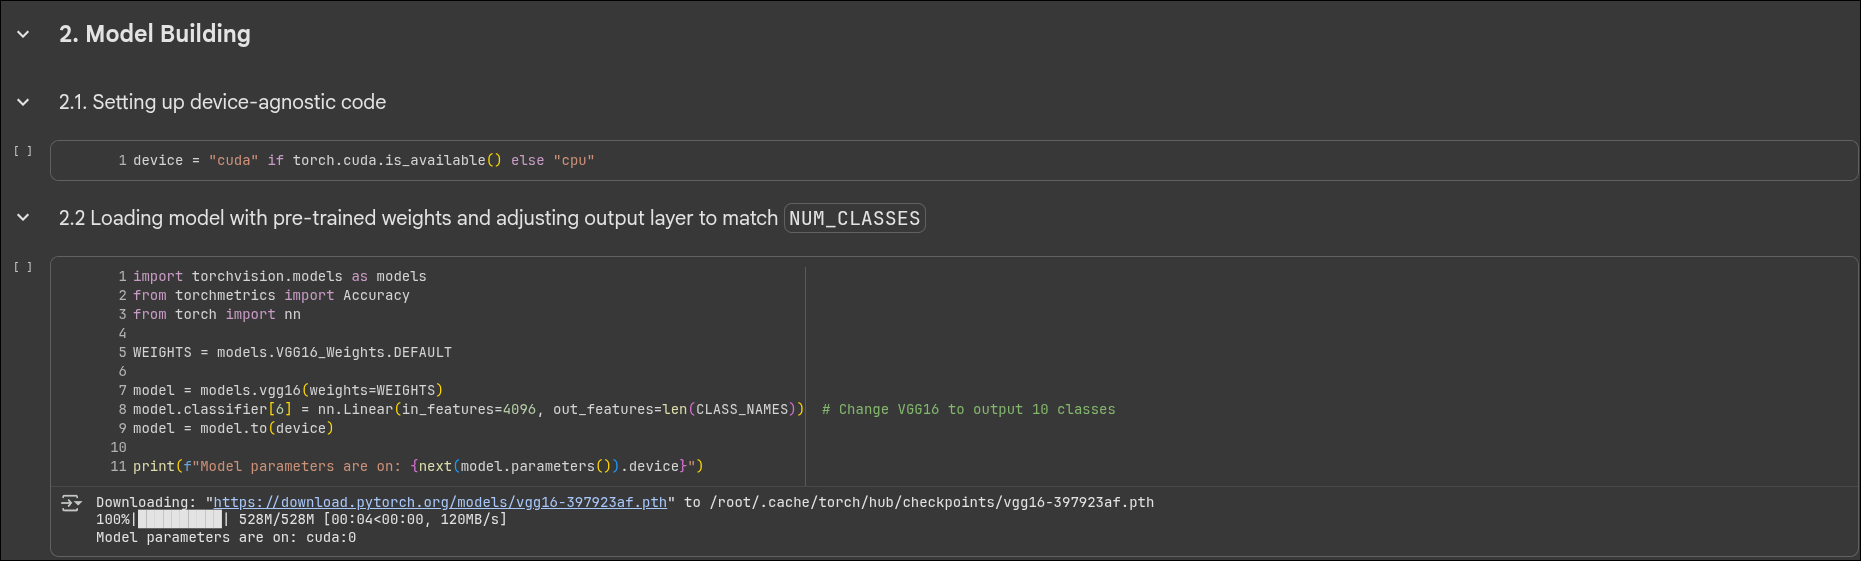 2. Model Building
2.1. Setting up device-agnostic code
[ ]
1 device = "cuda" if torch.cuda.is_available() else "cpu"
2.2 Loading model with pre-trained weights and adjusting output layer to match NUM_CLASSES
[ ]
1 import torchvision.models as models
2 from torchmetrics import Accuracy
3 from torch import nn
4
5 WEIGHTS = models.VGG16_Weights.DEFAULT
6
7 model = models.vgg16(weights=WEIGHTS)
8 model.classifier[6] = nn.Linear(in_features=4096, out_features=len(CLASS_NAMES))  # Change VGG16 to output 10 classes
9 model = model.to(device)
10
11 print(f"Model parameters are on: {next(model.parameters()).device}")
Downloading: "https://download.pytorch.org/models/vgg16-397923af.pth" to /root/.cache/torch/hub/checkpoints/vgg16-397923af.pth
100%|██████████| 528M/528M [00:04<00:00, 120MB/s]
Model parameters are on: cuda:0